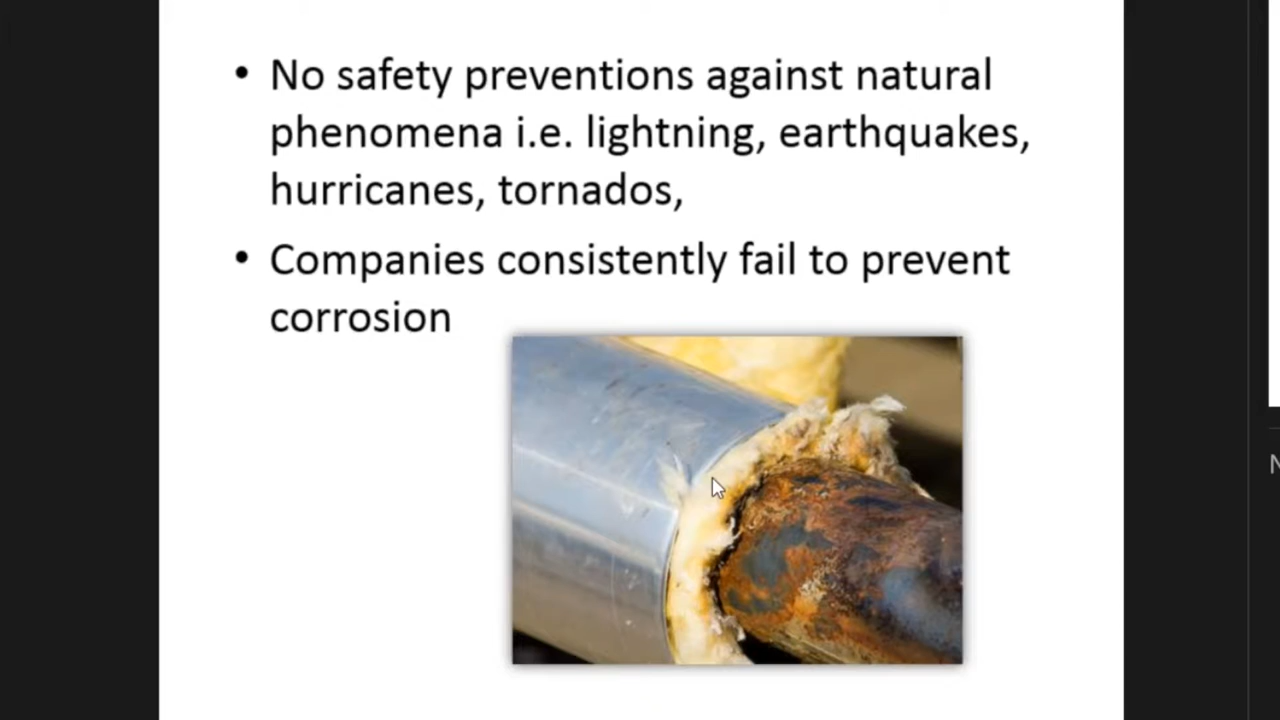 • No safety preventions against natural
phenomena i.e. lightning, earthquakes,
hurricanes, tornados,
• Companies consistently fail to prevent
corrosion
N